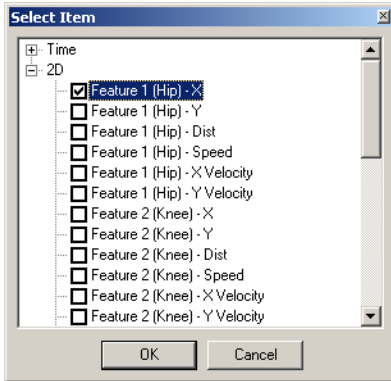 Select Item
Time
2D
Feature 1 (Hip) - X
Feature 1 (Hip) - Y
Feature 1 (Hip) - Dist
Feature 1 (Hip) - Speed
Feature 1 (Hip) - X Velocity
Feature 1 (Hip) - Y Velocity
Feature 2 (Knee) - X
Feature 2 (Knee) - Y
Feature 2 (Knee) - Dist
Feature 2 (Knee) - Speed
Feature 2 (Knee) - X Velocity
Feature 2 (Knee) - Y Velocity
OK Cancel